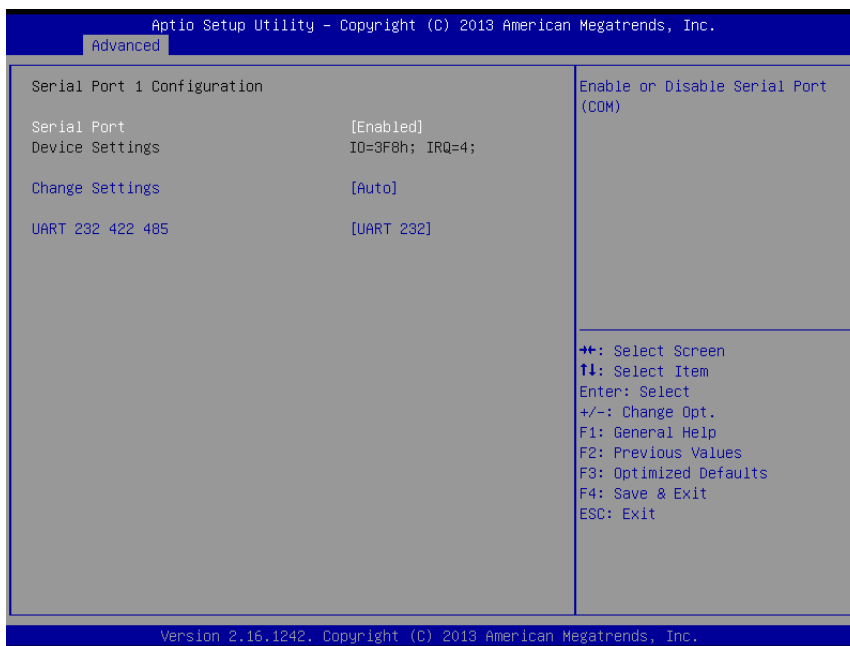 Aptio Setup Utility – Copyright (C) 2013 American Megatrends, Inc.
Advanced
Serial Port 1 Configuration
Serial Port [Enabled]
Device Settings IO=3F8h; IRQ=4;
Change Settings [Auto]
UART 232 422 485 [UART 232]
Enable or Disable Serial Port
(COM)
→←: Select Screen
↑↓: Select Item
Enter: Select
+/-: Change Opt.
F1: General Help
F2: Previous Values
F3: Optimized Defaults
F4: Save & Exit
ESC: Exit
Version 2.16.1242. Copyright (C) 2013 American Megatrends, Inc.